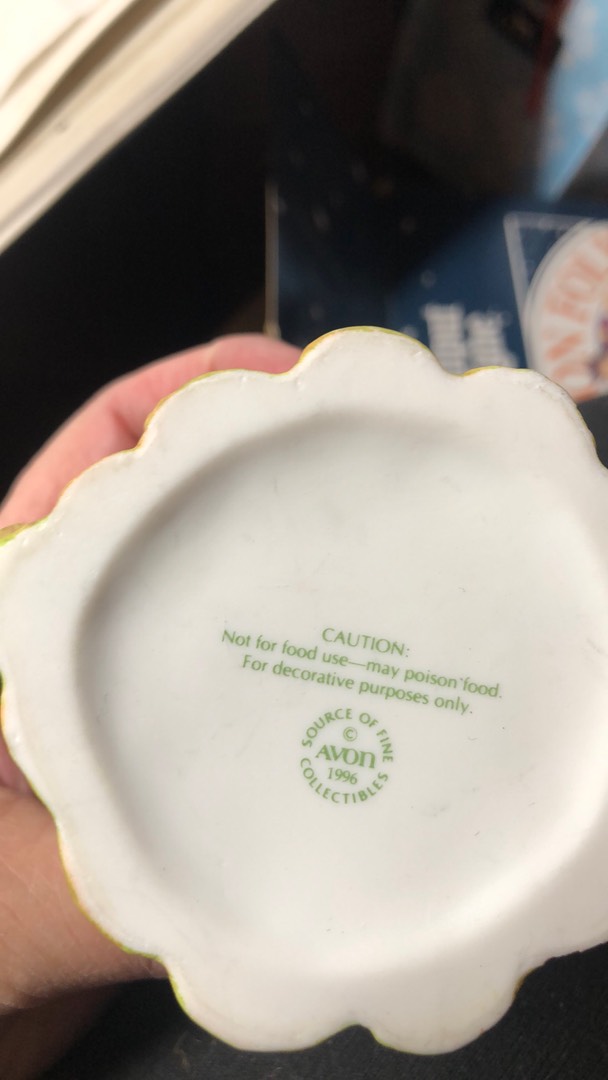 CAUTION:
Not for food use—may poison food.
For decorative purposes only.
SOURCE OF FINE
©
AVON
1996
COLLECTIBLES